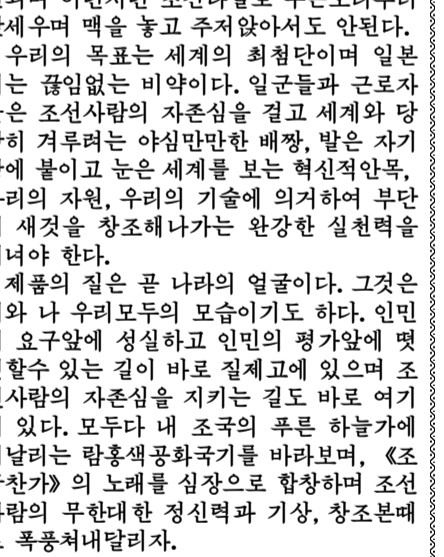 세우며 맥을 놓고 주저앉아서도 안된다.
우리의 목표는 세계의 최첨단이며 일본
는 끊임없는 비약이다. 일군들과 근로자
은 조선사람의 자존심을 걸고 세계와 당
히 겨루려는 야심만만한 배짱, 발은 자기
에 붙이고 눈은 세계를 보는 혁신적안목,
리의 자원, 우리의 기술에 의거하여 부단
새것을 창조해나가는 완강한 실천력을
녀야 한다.
제품의 질은 곧 나라의 얼굴이다. 그것은
와 나 우리모두의 모습이기도 하다. 인민
요구앞에 성실하고 인민의 평가앞에 떳
할수 있는 길이 바로 질제고에 있으며 조
사람의 자존심을 지키는 길도 바로 여기
있다. 모두다 내 조국의 푸른 하늘가에
날리는 람홍색공화국기를 바라보며, 《조
찬가》의 노래를 심장으로 합창하며 조선
람의 무한대한 정신력과 기상, 창조본때
폭풍쳐내달리자.